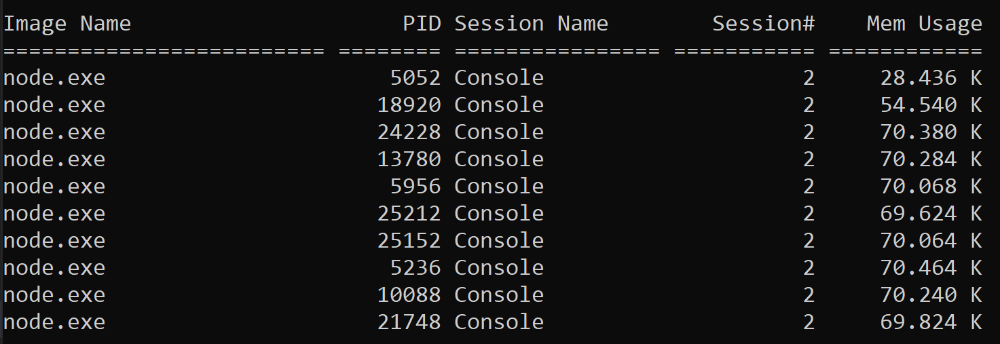 Image Name                     PID Session Name        Session#    Mem Usage
========================= ======== ================ =========== ============
node.exe                      5052 Console                    2     28.436 K
node.exe                     18920 Console                    2     54.540 K
node.exe                     24228 Console                    2     70.380 K
node.exe                     13780 Console                    2     70.284 K
node.exe                      5956 Console                    2     70.068 K
node.exe                     25212 Console                    2     69.624 K
node.exe                     25152 Console                    2     70.064 K
node.exe                      5236 Console                    2     70.464 K
node.exe                     10088 Console                    2     70.240 K
node.exe                     21748 Console                    2     69.824 K